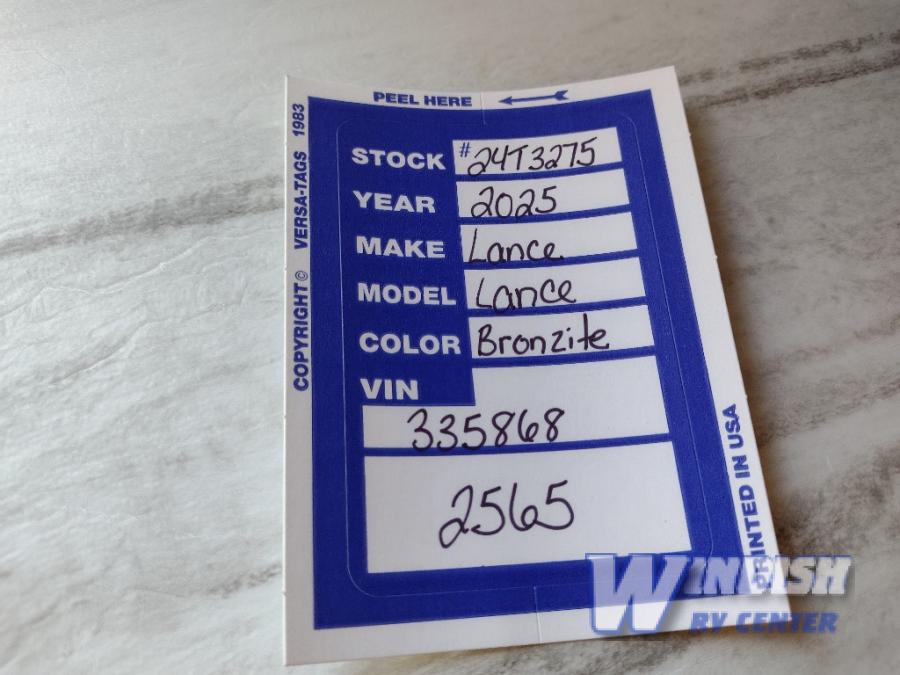 PEEL HERE
COPYRIGHT © VERSA-TAGS 1983
STOCK #24T3275
YEAR 2025
MAKE Lance
MODEL Lance
COLOR Bronzite
VIN
335868
2565
PRINTED IN USA
WINDISH
RV CENTER